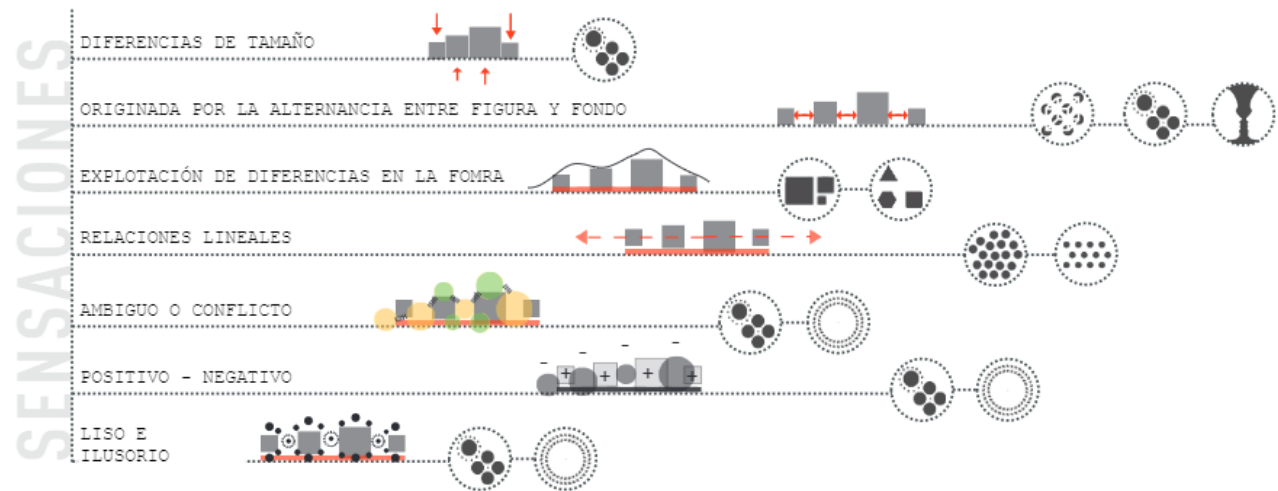 SENSACIONES
DIFERENCIAS DE TAMAÑO
ORIGINADA POR LA ALTERNANCIA ENTRE FIGURA Y FONDO
EXPLOTACIÓN DE DIFERENCIAS EN LA FOMRA
RELACIONES LINEALES
AMBIGUO O CONFLICTO
POSITIVO - NEGATIVO
LISO E
ILUSORIO